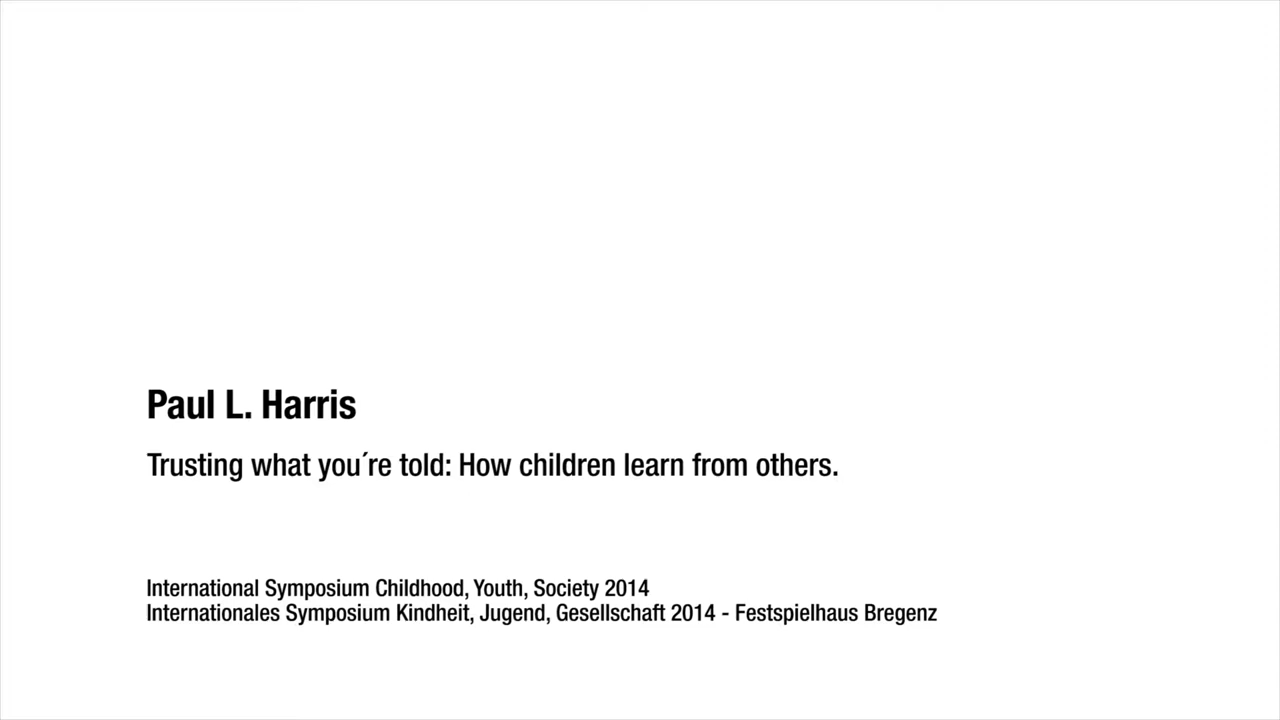 Paul L. Harris
Trusting what you´re told: How children learn from others.
International Symposium Childhood, Youth, Society 2014
Internationales Symposium Kindheit, Jugend, Gesellschaft 2014 - Festspielhaus Bregenz